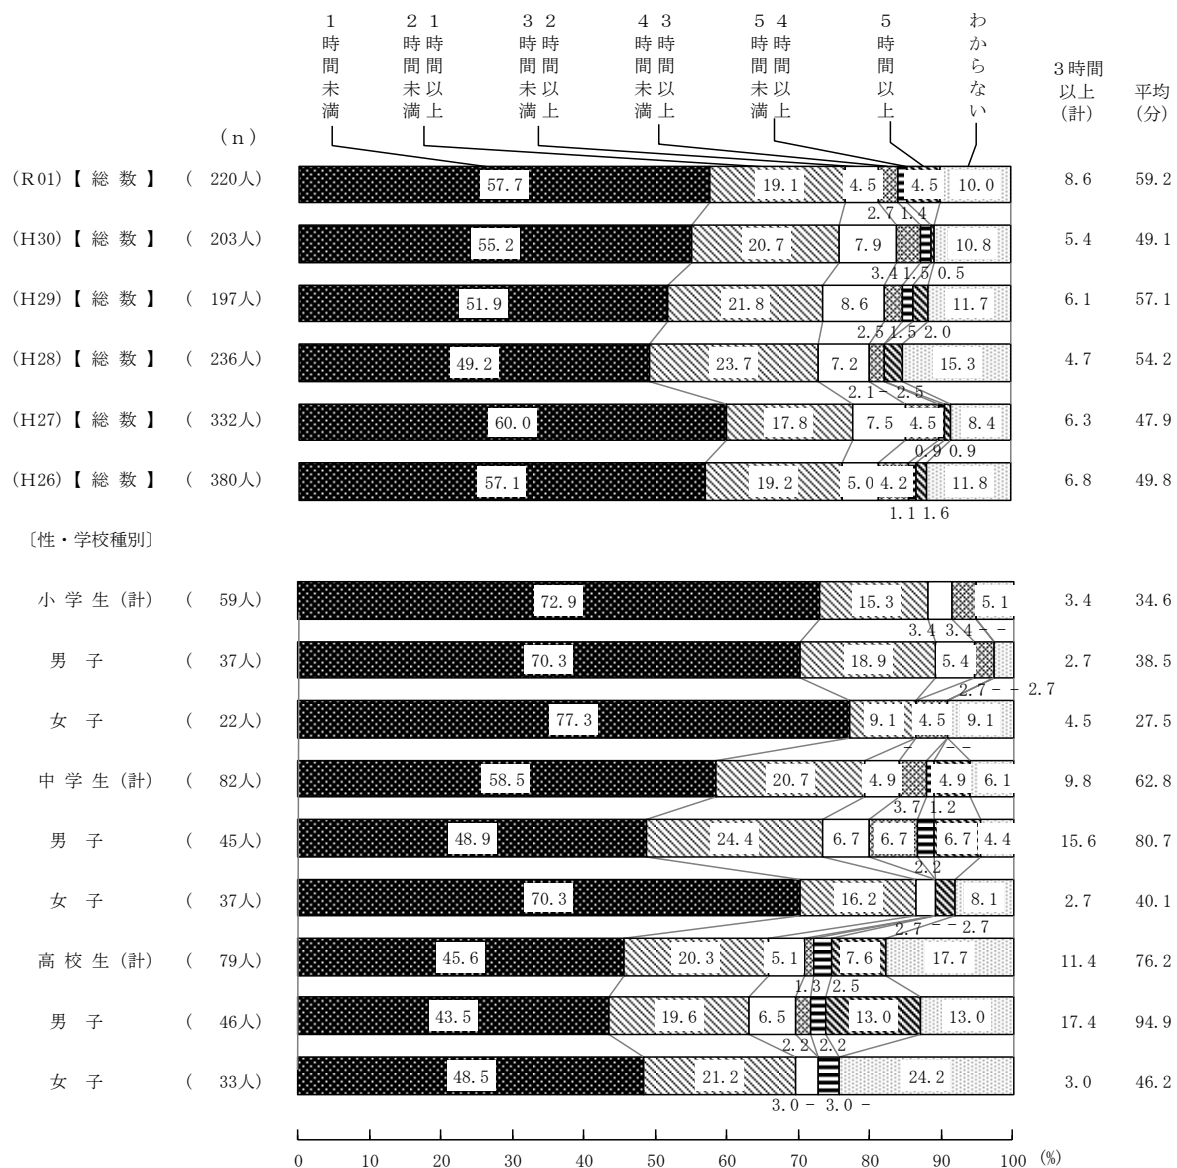 1時間未満
1時間以上
2時間未満
2時間以上
3時間未満
3時間以上
4時間未満
4時間以上
5時間未満
5時間以上
わからない
3時間以上(計)
平均(分)
(n)
(R01)【 総 数 】 ( 220人) 57.7 19.1 4.5 4.5 10.0 8.6 59.2
2.7 1.4
(H30)【 総 数 】 ( 203人) 55.2 20.7 7.9 10.8 5.4 49.1
3.4 1.5 0.5
(H29)【 総 数 】 ( 197人) 51.9 21.8 8.6 11.7 6.1 57.1
2.5 1.5 2.0
(H28)【 総 数 】 ( 236人) 49.2 23.7 7.2 15.3 4.7 54.2
2.1 - 2.5
(H27)【 総 数 】 ( 332人) 60.0 17.8 7.5 4.5 8.4 6.3 47.9
0.9 0.9
(H26)【 総 数 】 ( 380人) 57.1 19.2 5.0 4.2 11.8 6.8 49.8
1.1 1.6
〔性・学校種別〕
小 学 生 (計) ( 59人) 72.9 15.3 5.1 3.4 34.6
3.4 3.4 - -
男 子 ( 37人) 70.3 18.9 5.4 2.7 38.5
2.7 - - 2.7
女 子 ( 22人) 77.3 9.1 4.5 9.1 4.5 27.5
- - -
中 学 生 (計) ( 82人) 58.5 20.7 4.9 4.9 6.1 9.8 62.8
3.7 1.2
男 子 ( 45人) 48.9 24.4 6.7 6.7 6.7 4.4 15.6 80.7
2.2
女 子 ( 37人) 70.3 16.2 8.1 2.7 40.1
2.7 - - 2.7
高 校 生 (計) ( 79人) 45.6 20.3 5.1 7.6 17.7 11.4 76.2
1.3 2.5
男 子 ( 46人) 43.5 19.6 6.5 13.0 13.0 17.4 94.9
2.2 2.2
女 子 ( 33人) 48.5 21.2 24.2 3.0 46.2
3.0 - 3.0 -
0 10 20 30 40 50 60 70 80 90 100 (%)